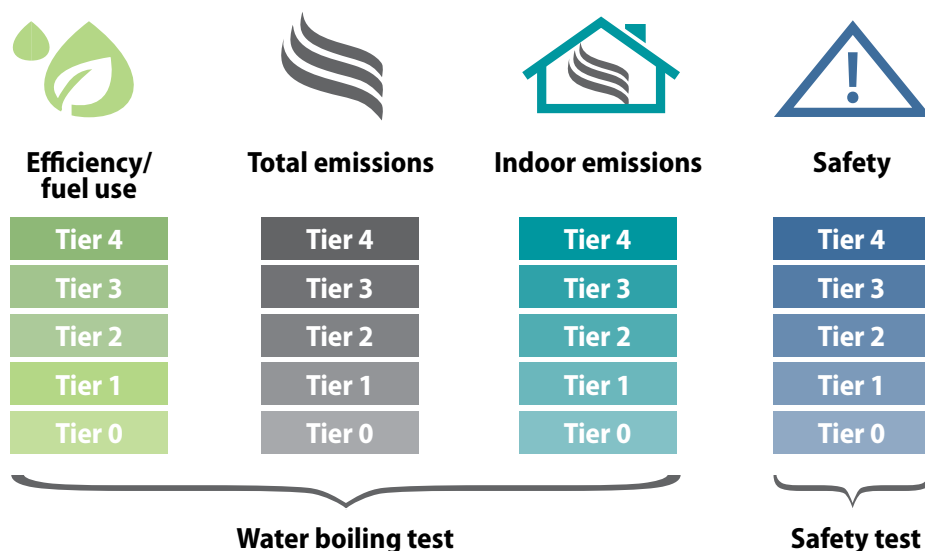 Efficiency/
fuel use
Total emissions
Indoor emissions
Safety
Tier 4
Tier 4
Tier 4
Tier 4
Tier 3
Tier 3
Tier 3
Tier 3
Tier 2
Tier 2
Tier 2
Tier 2
Tier 1
Tier 1
Tier 1
Tier 1
Tier 0
Tier 0
Tier 0
Tier 0
Water boiling test
Safety test